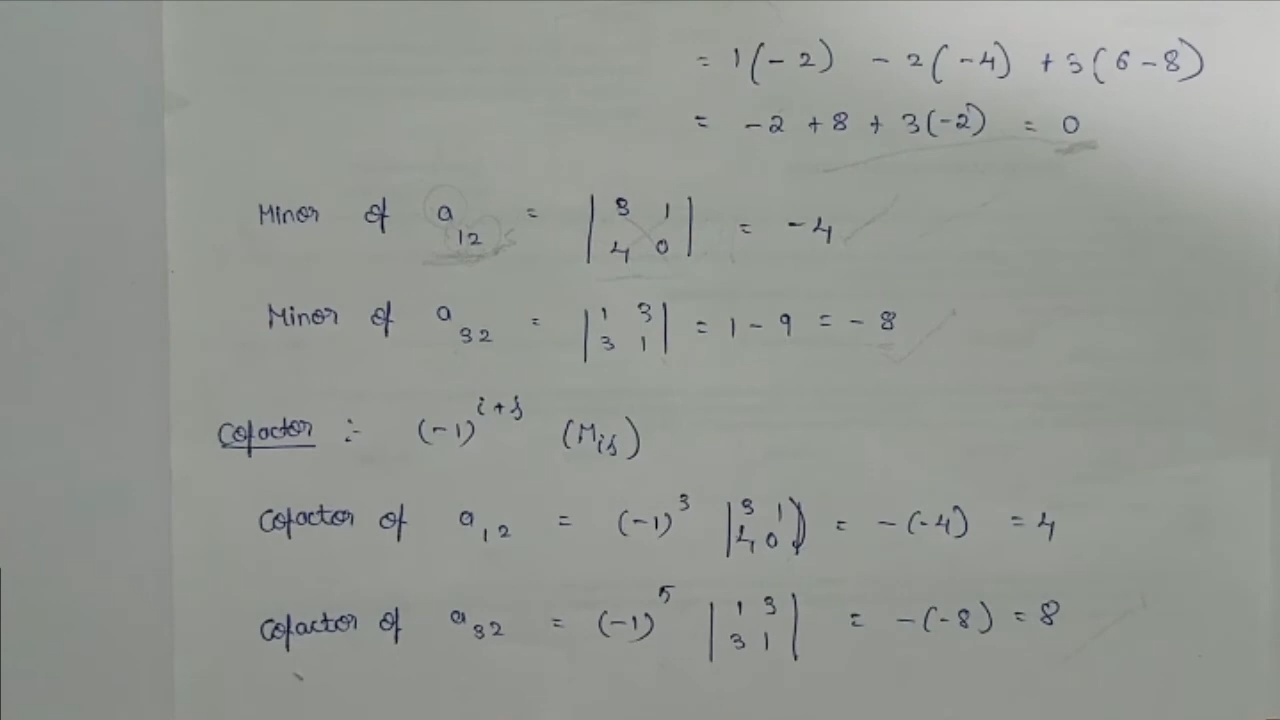 = 1(-2) - 2(-4) + 3(6-8)
= -2 + 8 + 3(-2) = 0
Minor of a₁₂ = |3 1; 4 0| = -4
Minor of a₃₂ = |1 3; 3 1| = 1 - 9 = -8
Cofactor :- (-1)^(i+j) (Mᵢⱼ)
Cofactor of a₁₂ = (-1)³ |3 1; 4 0| = -(-4) = 4
Cofactor of a₃₂ = (-1)⁵ |1 3; 3 1| = -(-8) = 8